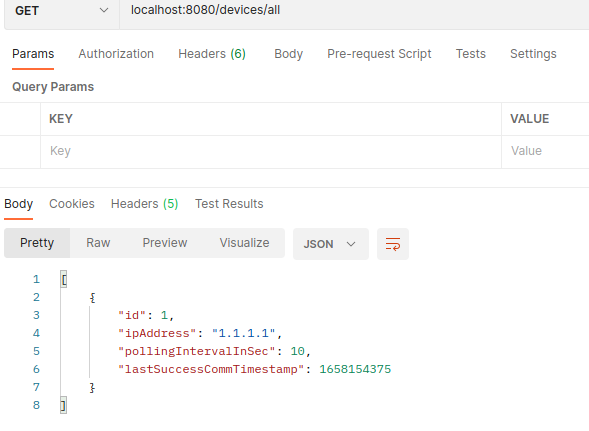 GET localhost:8080/devices/all
Params Authorization Headers (6) Body Pre-request Script Tests Settings
Query Params
KEY VALUE
Key Value
Body Cookies Headers (5) Test Results
Pretty Raw Preview Visualize JSON
1 [
2 {
3 "id": 1,
4 "ipAddress": "1.1.1.1",
5 "pollingIntervalInSec": 10,
6 "lastSuccessCommTimestamp": 1658154375
7 }
8 ]